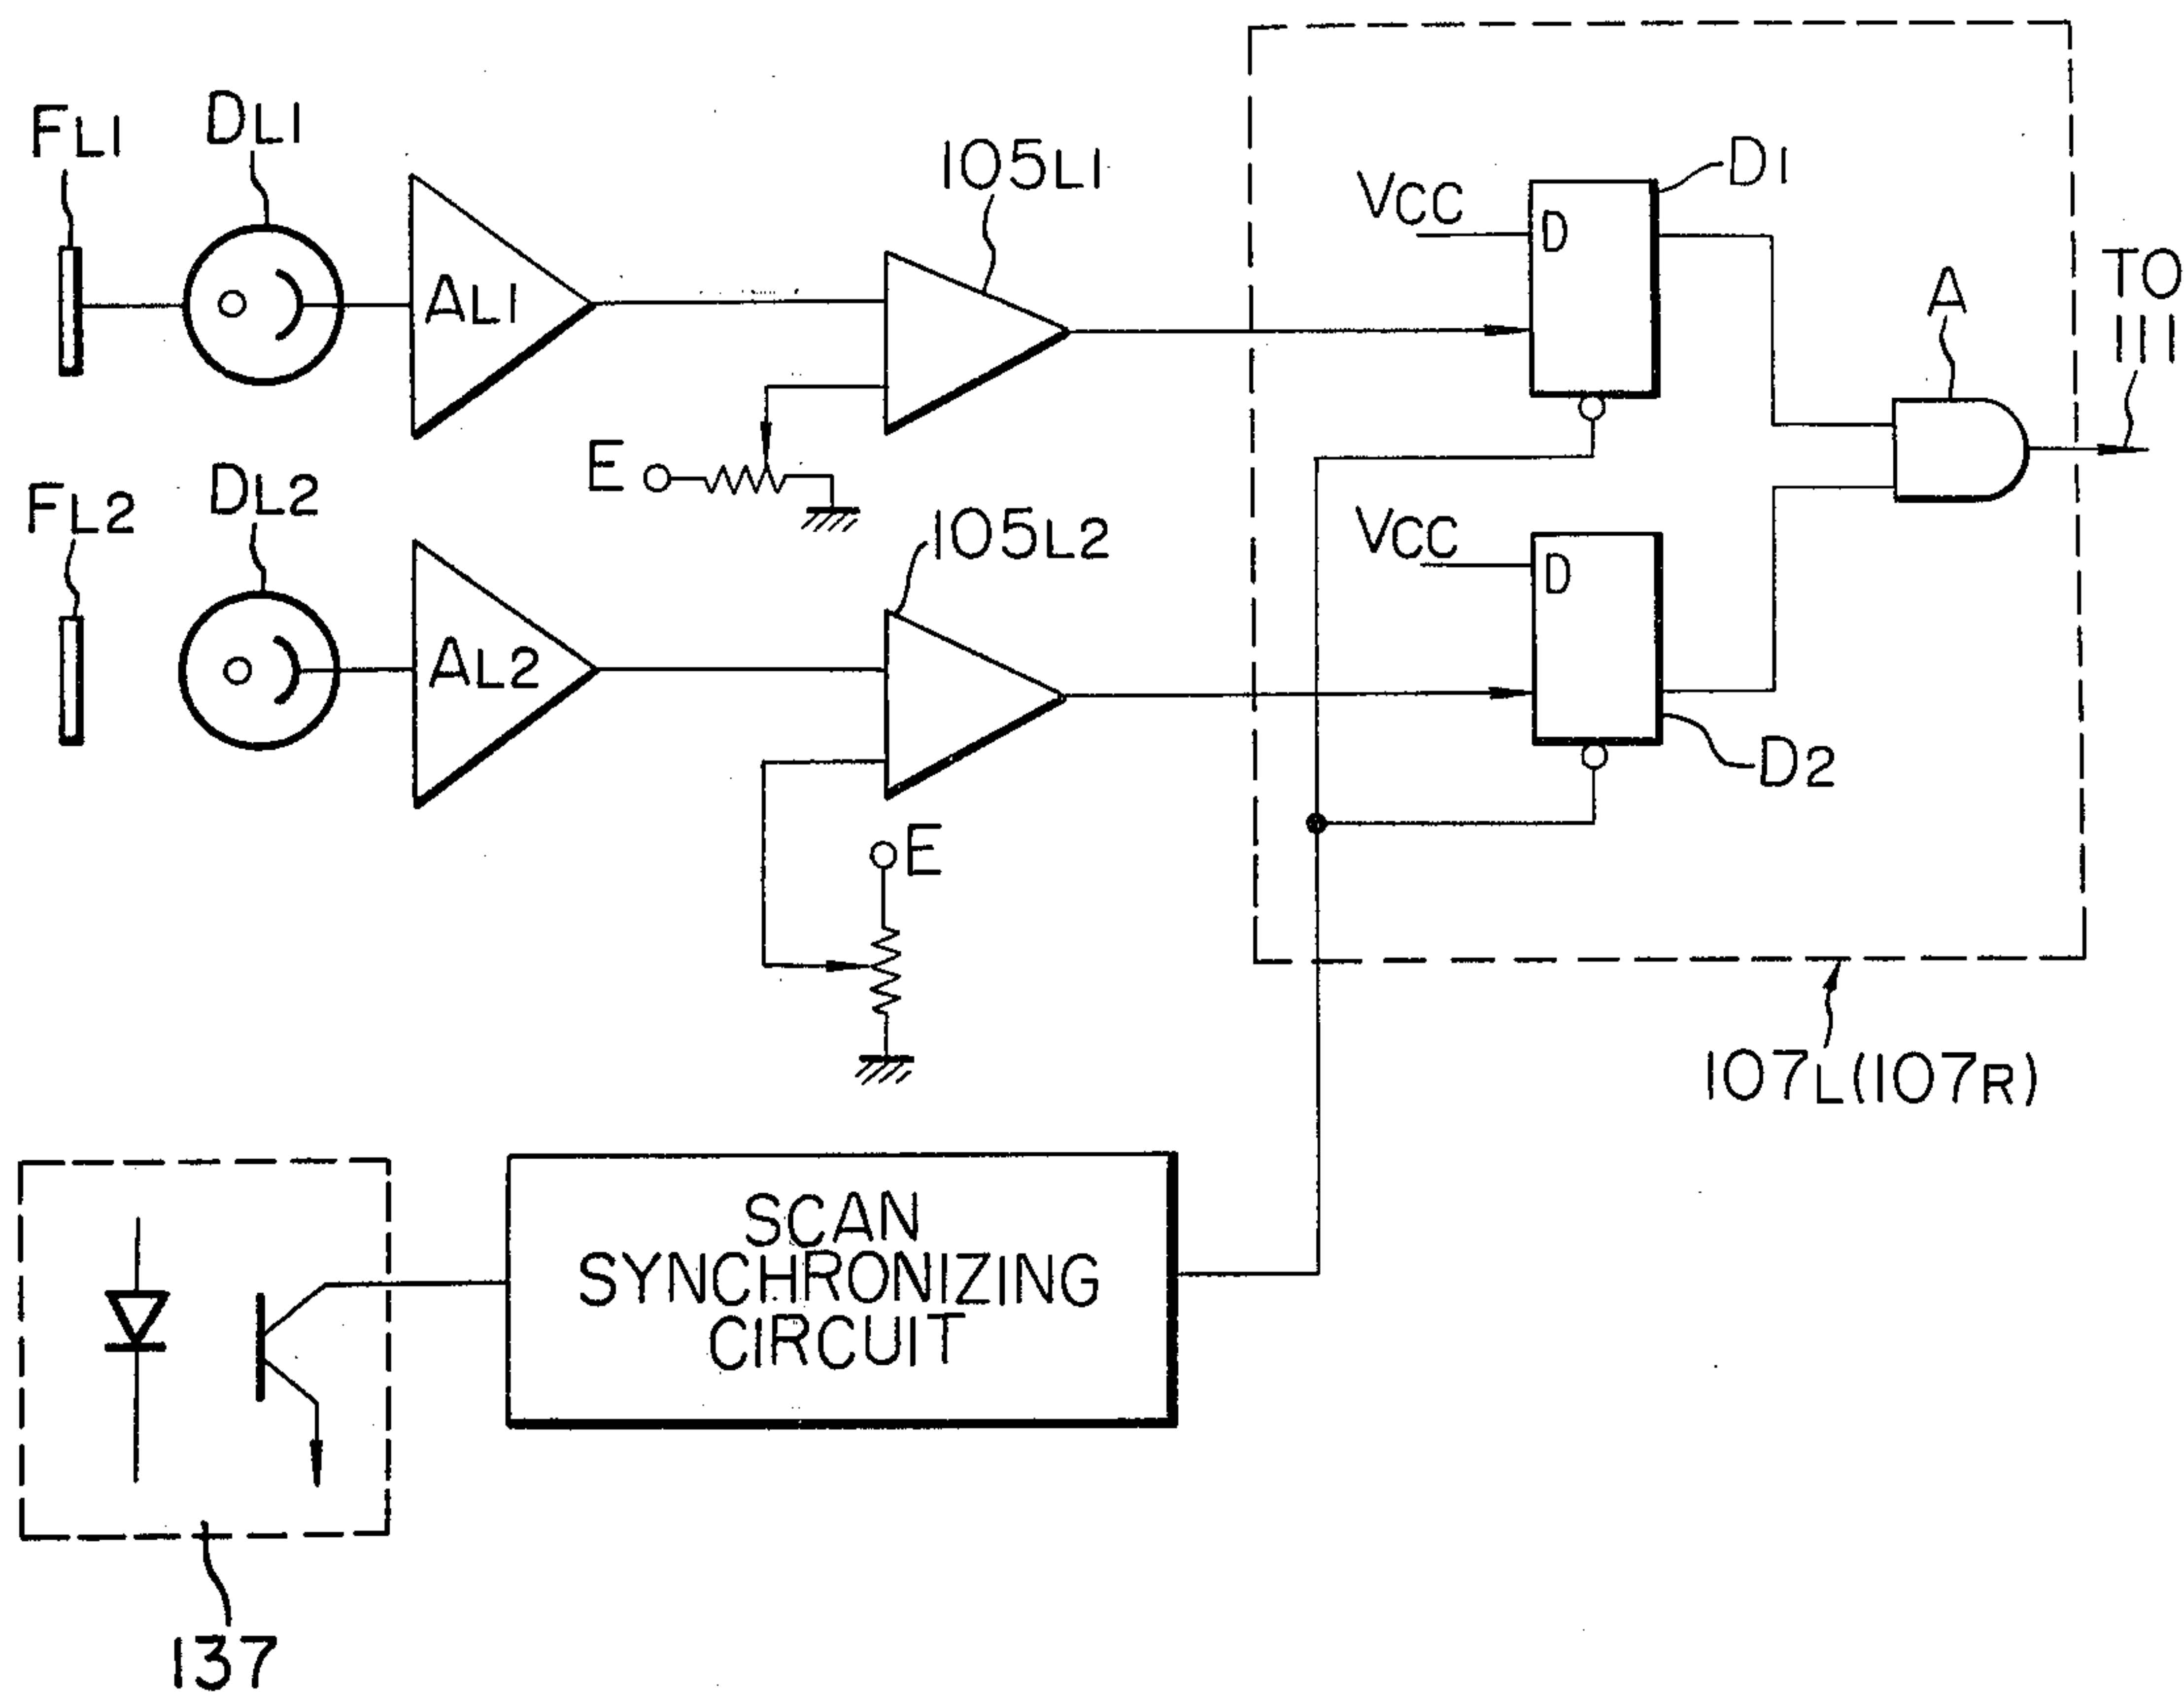 FL1
DL1
AL1
105L1
E
VCC
D
D1
A
TO
111
FL2
DL2
AL2
105L2
E
VCC
D
D2
107L(107R)
SCAN
SYNCHRONIZING
CIRCUIT
137